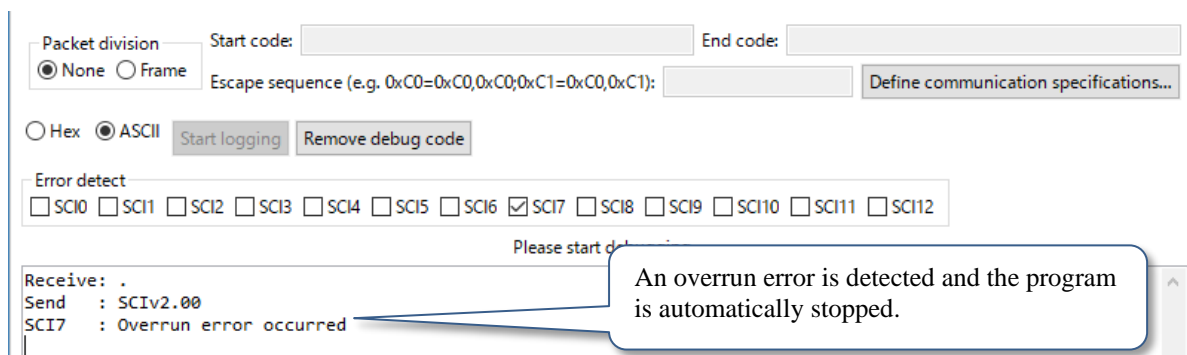 Packet division
Start code:
End code:
None Frame
Escape sequence (e.g. 0xC0=0xC0,0xC0;0xC1=0xC0,0xC1):
Define communication specifications...
Hex ASCII Start logging Remove debug code
Error detect
SCI0 SCI1 SCI2 SCI3 SCI4 SCI5 SCI6 SCI7 SCI8 SCI9 SCI10 SCI11 SCI12
Please start
Receive: .
Send : SCIv2.00
SCI7 : Overrun error occurred
An overrun error is detected and the program
is automatically stopped.